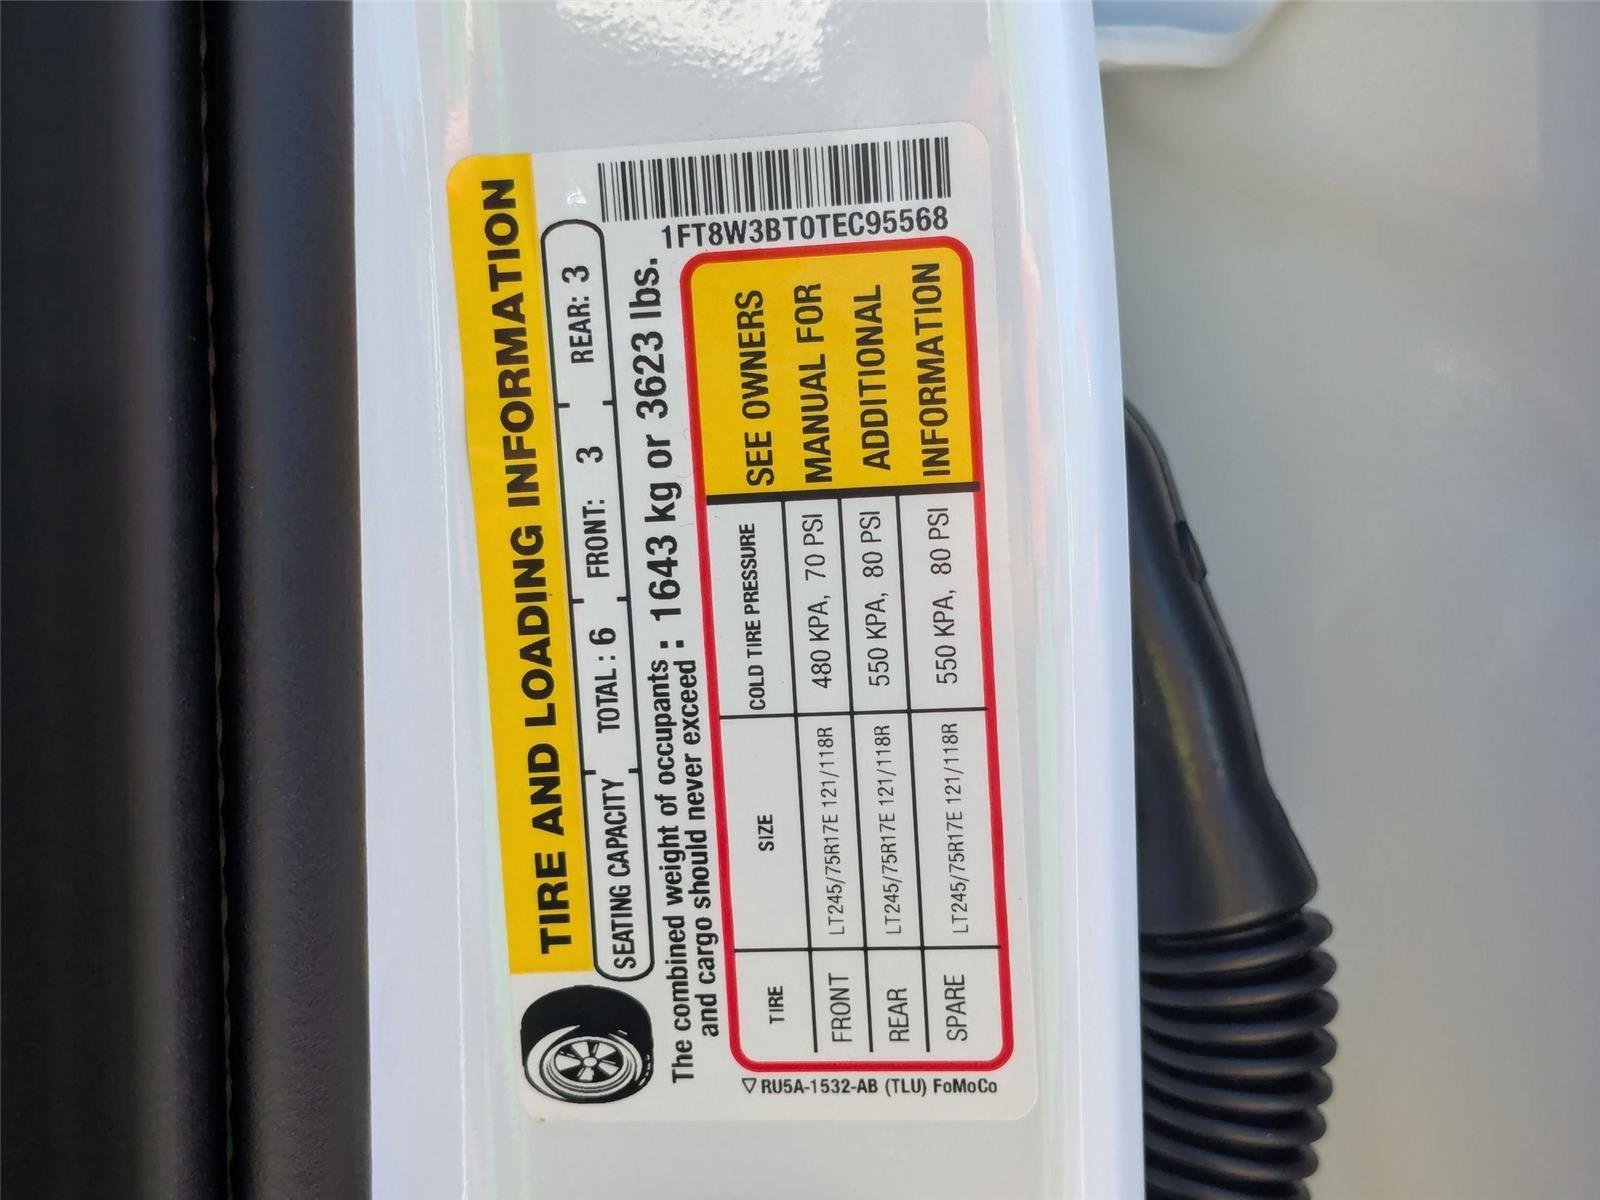 TIRE AND LOADING INFORMATION
SEATING CAPACITY TOTAL : 6 FRONT: 3 REAR: 3
The combined weight of occupants
and cargo should never exceed : 1643 kg or 3623 lbs.
1FT8W3BT0TEC95568
TIRE SIZE COLD TIRE PRESSURE
FRONT LT245/75R17E 121/118R 480 KPA, 70 PSI
REAR LT245/75R17E 121/118R 550 KPA, 80 PSI
SPARE LT245/75R17E 121/118R 550 KPA, 80 PSI
SEE OWNERS
MANUAL FOR
ADDITIONAL
INFORMATION
▽ RU5A-1532-AB (TLU) FoMoCo